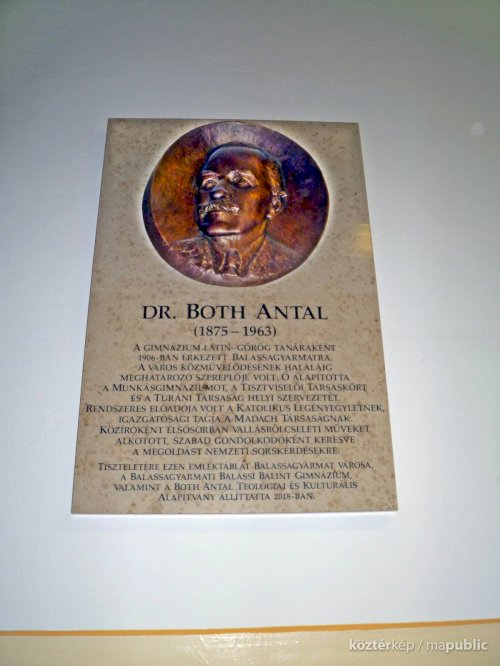 DR. BOTH ANTAL
(1875 – 1963)
A GIMNÁZIUM LATIN–GÖRÖG TANÁRAKÉNT
1906-BAN ÉRKEZETT BALASSAGYARMATRA.
A VÁROS KÖZMŰVELŐDÉSÉNEK HALÁLÁIG
MEGHATÁROZÓ SZEREPLŐJE VOLT. Ő ALAPÍTOTTA
A MUNKÁSGIMNÁZIUMOT, A TISZTVISELŐI TÁRSASKÖRT
ÉS A TURÁNI TÁRSASÁG HELYI SZERVEZETÉT.
RENDSZERES ELŐADÓJA VOLT A KATOLIKUS LEGÉNYEGYLETNEK,
IGAZGATÓSÁGI TAGJA A MADÁCH TÁRSASÁGNAK.
KÖZÍRÓKÉNT ELSŐSORBAN VALLÁSBÖLCSELETI MŰVEKET
ALKOTOTT, SZABAD GONDOLKODÓKÉNT KERESVE
A MEGOLDÁST NEMZETI SORSKÉRDÉSEKRE.
TISZTELETÉRE EZEN EMLÉKTÁBLÁT BALASSAGYARMAT VÁROSA,
A BALASSAGYARMATI BALASSI BÁLINT GIMNÁZIUM,
VALAMINT A BOTH ANTAL TEOLÓGIAI ÉS KULTURÁLIS
ALAPÍTVÁNY ÁLLÍTTATTA 2018-BAN.
köztérkép / mapublic